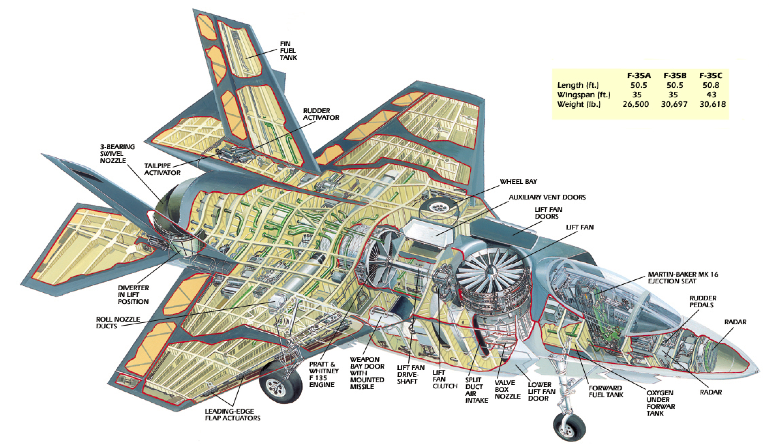 FIN
FUEL
TANK
F-35A F-35B F-35C
Length (ft.) 50.5 50.5 50.8
Wingspan (ft.) 35 35 43
Weight (lb.) 26,500 30,697 30,618
RUDDER
ACTIVATOR
3-BEARING
SWIVEL
NOZZLE
TAILPIPE
ACTIVATOR
WHEEL BAY
AUXILIARY VENT DOORS
LIFT FAN
DOORS
LIFT FAN
MARTIN-BAKER MK 16
EJECTION SEAT
RUDDER
PEDALS
RADAR
DIVERTER
IN LIFT
POSITION
ROLL NOZZLE
DUCTS
LEADING-EDGE
FLAP ACTUATORS
PRATT &
WHITNEY
F 135
ENGINE
WEAPON
BAY DOOR
WITH
MOUNTED
MISSILE
LIFT FAN
DRIVE-
SHAFT
LIFT
FAN
CLUTCH
SPLIT
DUCT
AIR
INTAKE
VALVE
BOX
NOZZLE
LOWER
LIFT FAN
DOOR
FORWARD
FUEL TANK
OXYGEN
UNDER
FORWAR
TANK
RADAR